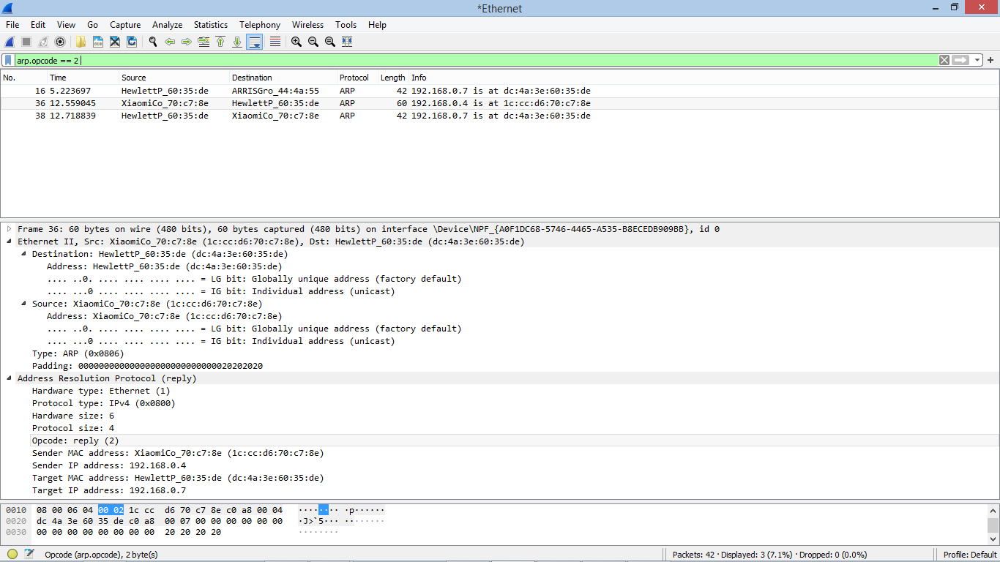 *Ethernet
File Edit View Go Capture Analyze Statistics Telephony Wireless Tools Help
arp.opcode == 2
No. Time Source Destination Protocol Length Info
16 5.223697 HewlettP_60:35:de ARRISGro_44:4a:55 ARP 42 192.168.0.7 is at dc:4a:3e:60:35:de
36 12.559045 XiaomiCo_70:c7:8e HewlettP_60:35:de ARP 60 192.168.0.4 is at 1c:cc:d6:70:c7:8e
38 12.718839 HewlettP_60:35:de XiaomiCo_70:c7:8e ARP 42 192.168.0.7 is at dc:4a:3e:60:35:de
Frame 36: 60 bytes on wire (480 bits), 60 bytes captured (480 bits) on interface \Device\NPF_{A0F1DC68-5746-4465-A535-B8ECEDB909BB}, id 0
Ethernet II, Src: XiaomiCo_70:c7:8e (1c:cc:d6:70:c7:8e), Dst: HewlettP_60:35:de (dc:4a:3e:60:35:de)
Destination: HewlettP_60:35:de (dc:4a:3e:60:35:de)
Address: HewlettP_60:35:de (dc:4a:3e:60:35:de)
.... ..0. .... .... .... .... = LG bit: Globally unique address (factory default)
.... ...0 .... .... .... .... = IG bit: Individual address (unicast)
Source: XiaomiCo_70:c7:8e (1c:cc:d6:70:c7:8e)
Address: XiaomiCo_70:c7:8e (1c:cc:d6:70:c7:8e)
.... ..0. .... .... .... .... = LG bit: Globally unique address (factory default)
.... ...0 .... .... .... .... = IG bit: Individual address (unicast)
Type: ARP (0x0806)
Padding: 000000000000000000000000000020202020
Address Resolution Protocol (reply)
Hardware type: Ethernet (1)
Protocol type: IPv4 (0x0800)
Hardware size: 6
Protocol size: 4
Opcode: reply (2)
Sender MAC address: XiaomiCo_70:c7:8e (1c:cc:d6:70:c7:8e)
Sender IP address: 192.168.0.4
Target MAC address: HewlettP_60:35:de (dc:4a:3e:60:35:de)
Target IP address: 192.168.0.7
0010 08 00 06 04 00 02 1c cc d6 70 c7 8e c0 a8 00 04 ········ ·p······
0020 dc 4a 3e 60 35 de c0 a8 00 07 00 00 00 00 00 00 ·J>`5··· ········
0030 00 00 00 00 00 00 00 00 20 20 20 20 ········
Opcode (arp.opcode), 2 byte(s) Packets: 42 · Displayed: 3 (7.1%) · Dropped: 0 (0.0%) Profile: Default